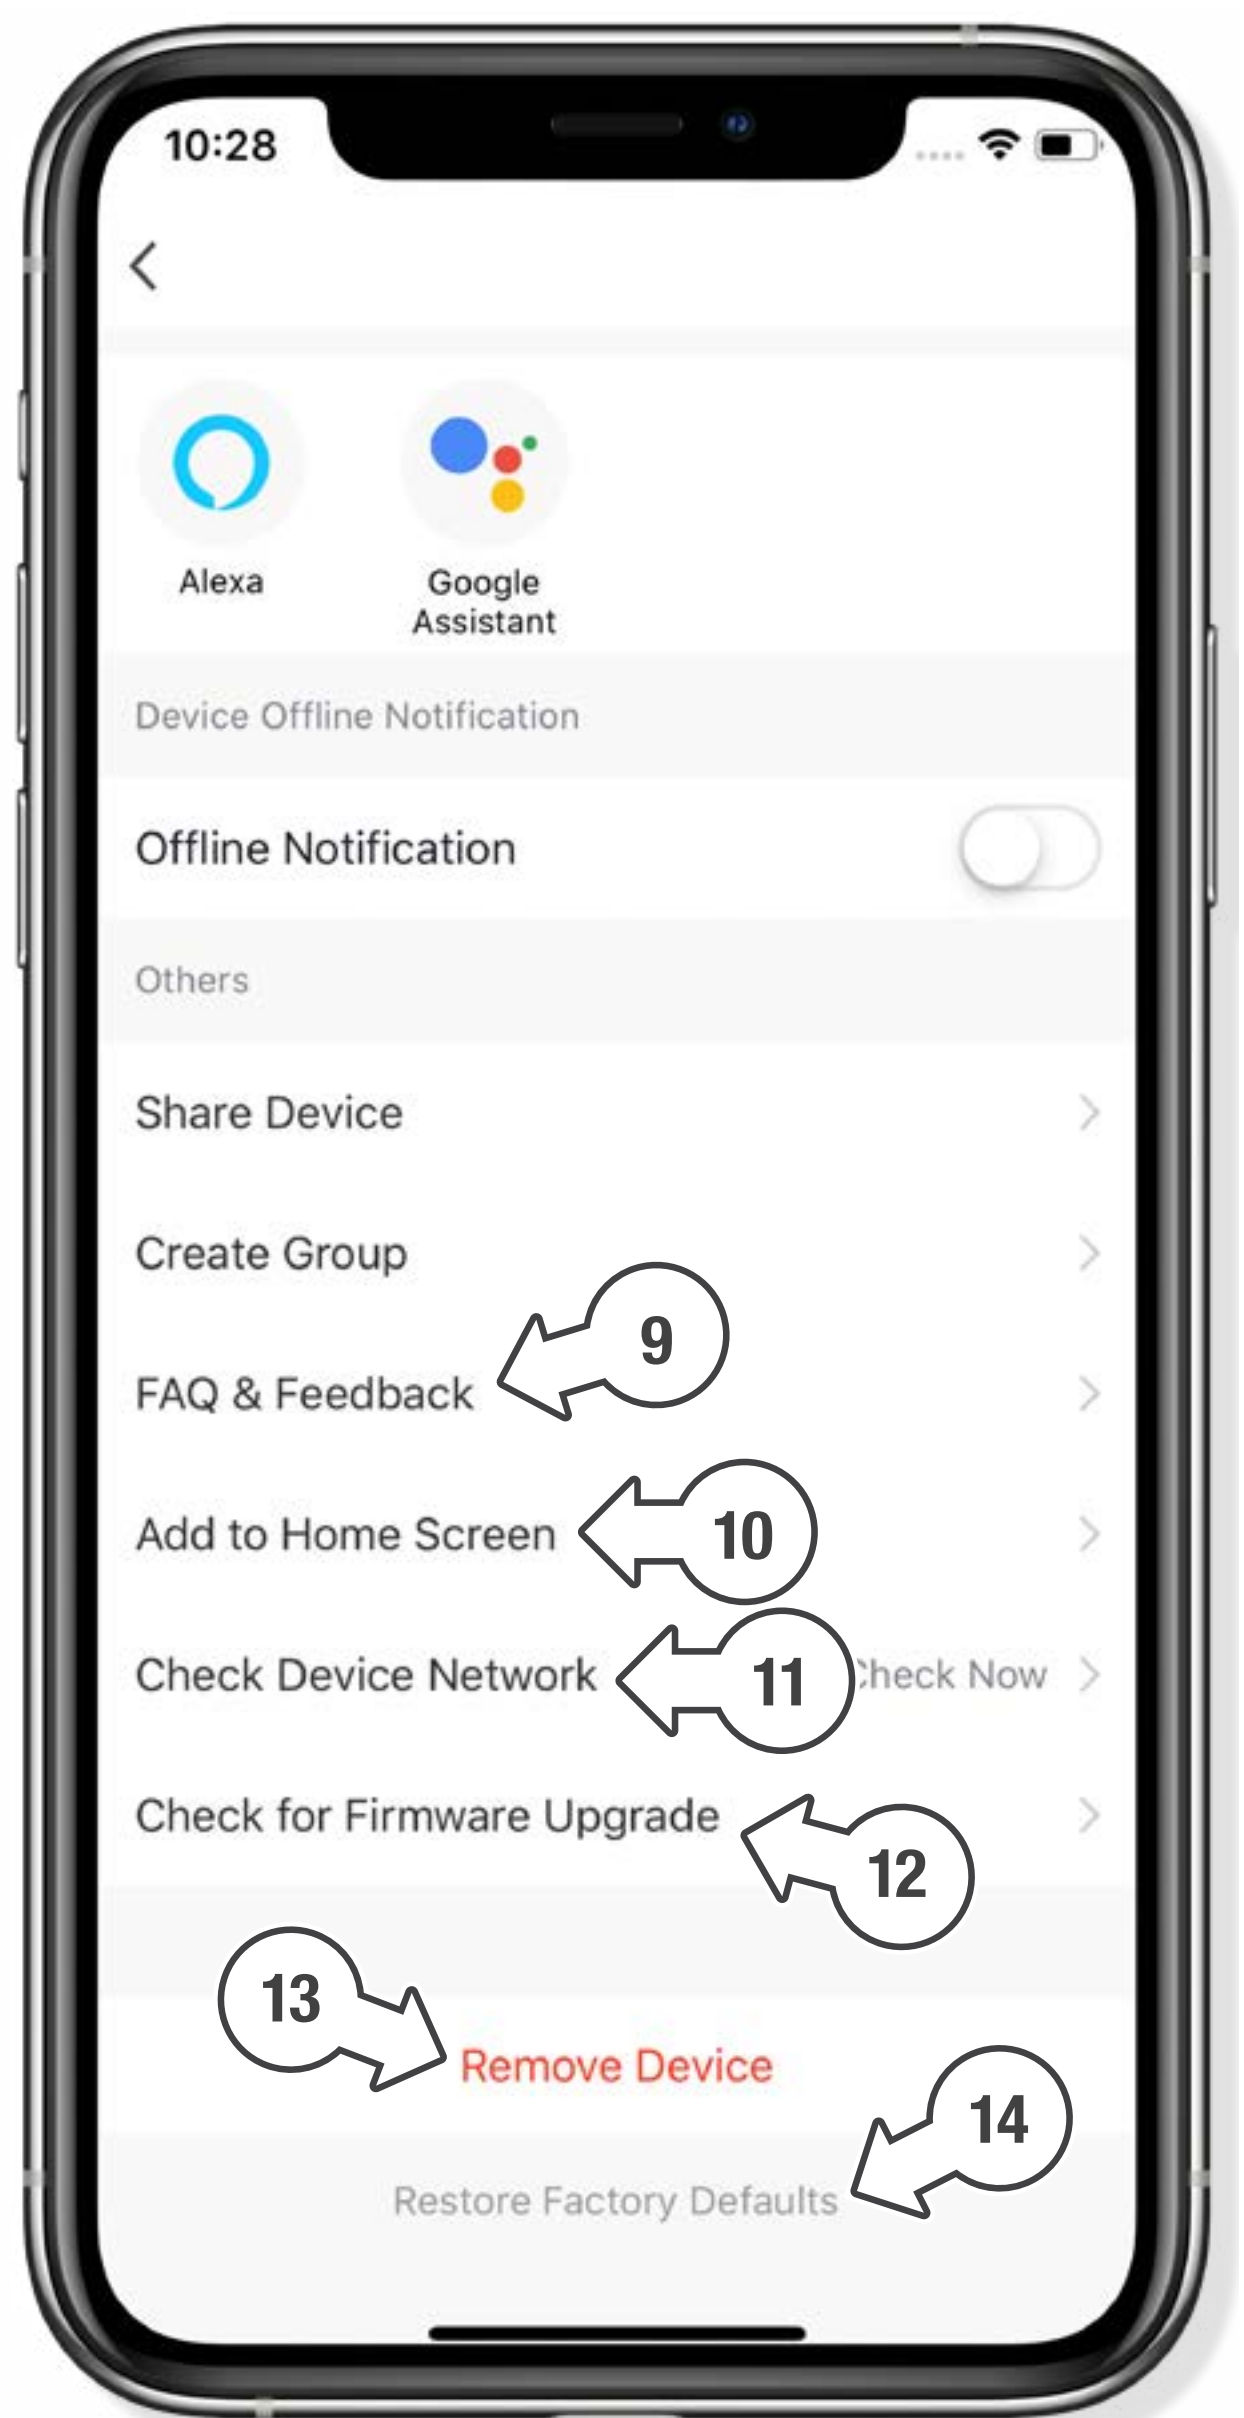 10:28
Alexa
Google
Assistant
Device Offline Notification
Offline Notification
Others
Share Device
Create Group
9
FAQ & Feedback
Add to Home Screen
10
Check Device Network
11
Check Now
Check for Firmware Upgrade
12
13
Remove Device
14
Restore Factory Defaults